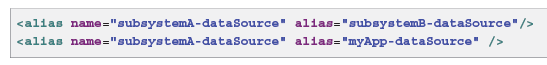 <alias name="subsystemA-dataSource" alias="subsystemB-dataSource"/>
<alias name="subsystemA-dataSource" alias="myApp-dataSource" />